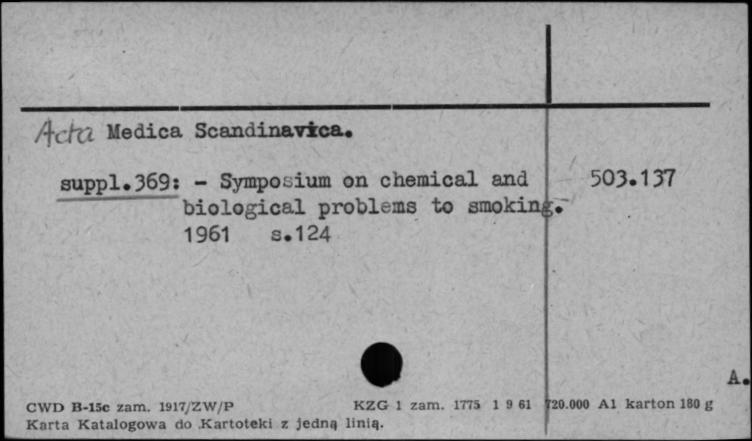 Acta Medica Scandinavica.
suppl.369: - Symposium on chemical and 503.137
biological problems to smoking.
1961 s.124
A.
CWD B-15c zam. 1917/ZW/P KZG 1 zam. 1775 1 9 61 720.000 A1 karton 180 g
Karta Katalogowa do Kartoteki z jedną linią.